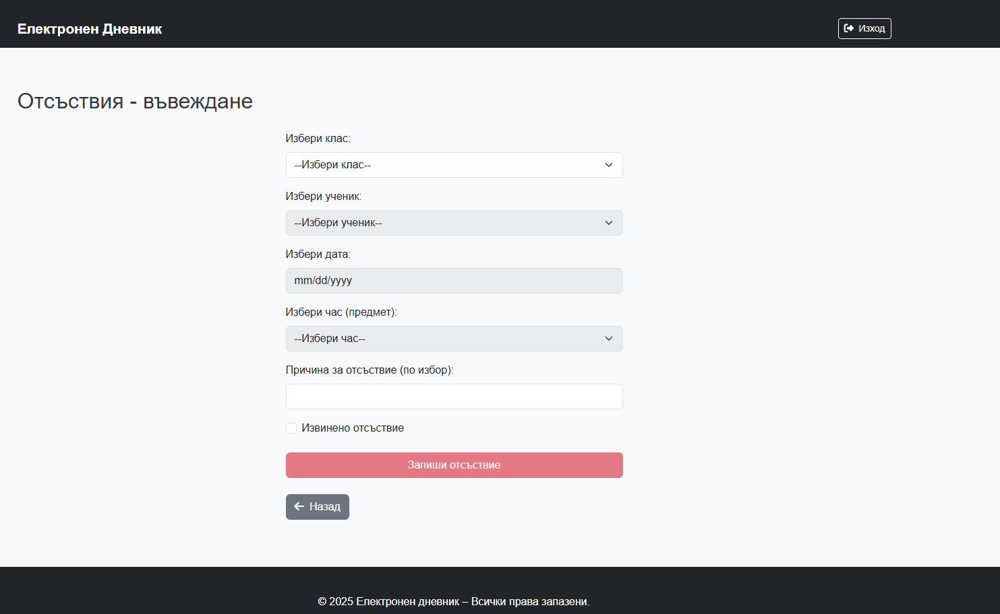 Електронен Дневник
Изход
Отсъствия - въвеждане
Избери клас:
--Избери клас--
Избери ученик:
--Избери ученик--
Избери дата:
mm/dd/yyyy
Избери час (предмет):
--Избери час--
Причина за отсъствие (по избор):
Извинено отсъствие
Запиши отсъствие
Назад
© 2025 Електронен дневник – Всички права запазени.